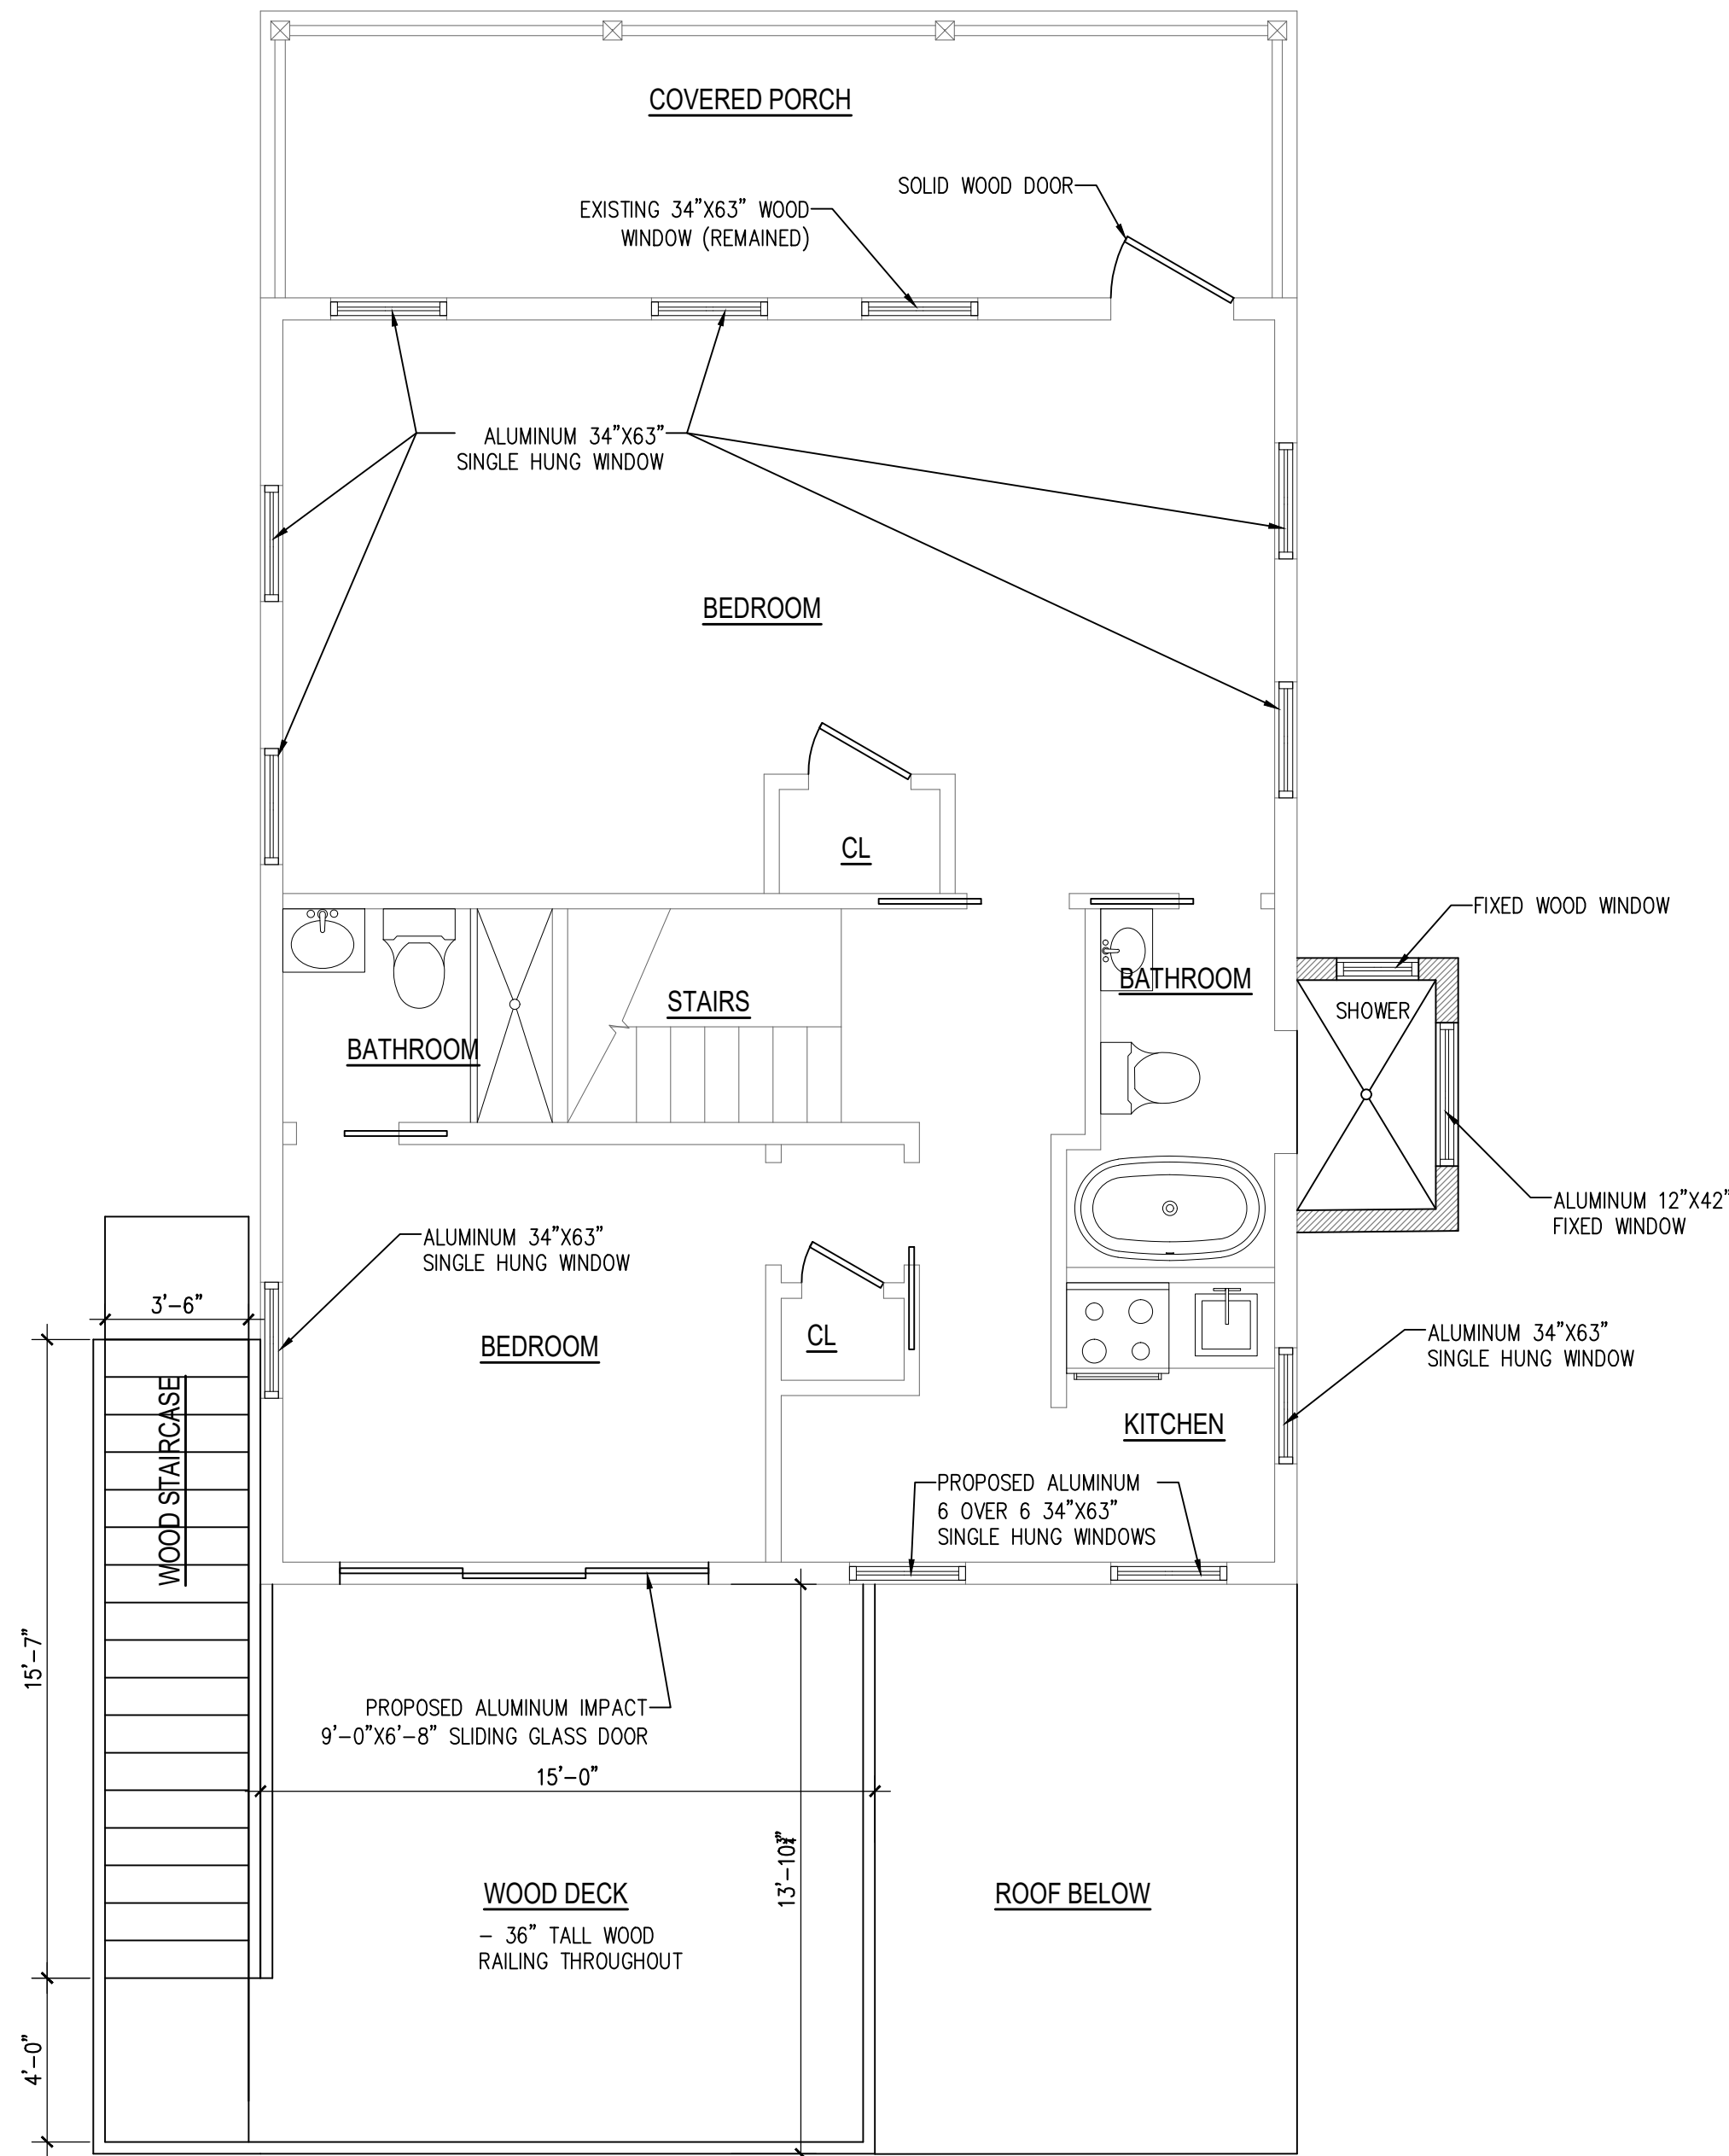 COVERED PORCH
SOLID WOOD DOOR
EXISTING 34"X63" WOOD
WINDOW (REMAINED)
ALUMINUM 34"X63"
SINGLE HUNG WINDOW
BEDROOM
CL
FIXED WOOD WINDOW
BATHROOM
STAIRS
SHOWER
BATHROOM
ALUMINUM 12"X42"
FIXED WINDOW
ALUMINUM 34"X63"
SINGLE HUNG WINDOW
3'-6"
BEDROOM
CL
ALUMINUM 34"X63"
SINGLE HUNG WINDOW
WOOD STAIRCASE
KITCHEN
PROPOSED ALUMINUM
6 OVER 6 34"X63"
SINGLE HUNG WINDOWS
15'-7"
PROPOSED ALUMINUM IMPACT
9'-0"X6'-8" SLIDING GLASS DOOR
15'-0"
13'-10¾"
WOOD DECK
- 36" TALL WOOD
RAILING THROUGHOUT
ROOF BELOW
4'-0"